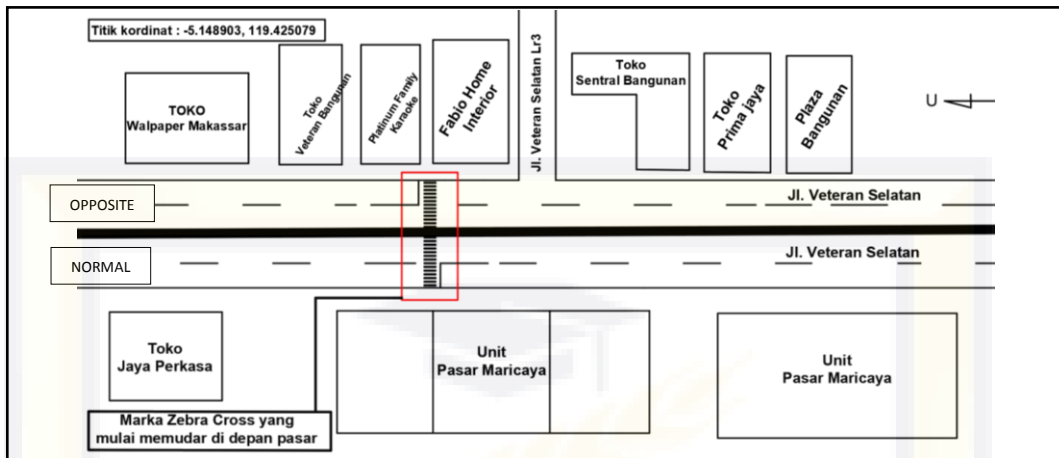 Titik kordinat : -5.148903, 119.425079
TOKO
Walpaper Makassar
Toko
Veteran Bangunan
Platinum Family
Karaoke
Fabio Home
Interior
Jl. Veteran Selatan Lr3
Toko
Sentral Bangunan
Toko
Prima jaya
Plaza
Bangunan
U
OPPOSITE
Jl. Veteran Selatan
NORMAL
Jl. Veteran Selatan
Toko
Jaya Perkasa
Unit
Pasar Maricaya
Unit
Pasar Maricaya
Marka Zebra Cross yang
mulai memudar di depan pasar